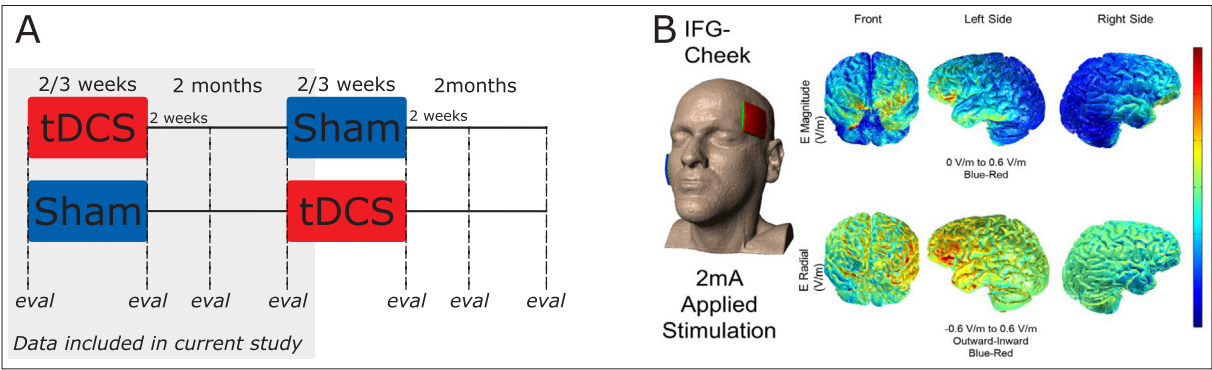 A
2/3 weeks
2 months
2/3 weeks
2months
tDCS
2 weeks
Sham
2 weeks
Sham
tDCS
eval
eval
eval
eval
eval
eval
eval
Data included in current study
B
IFG-
Cheek
2mA
Applied
Stimulation
Front
Left Side
Right Side
E Magnitude
(V/m)
0 V/m to 0.6 V/m
Blue-Red
E Radial
(V/m)
-0.6 V/m to 0.6 V/m
Outward-Inward
Blue-Red